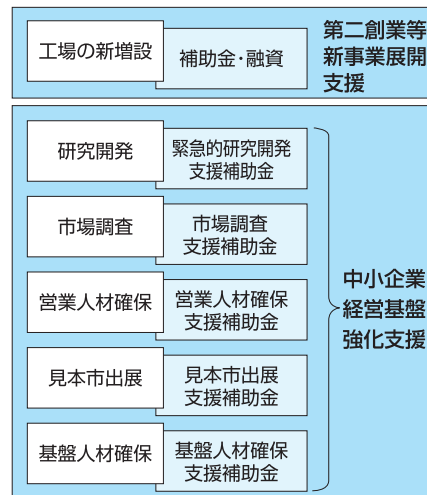 工場の新増設
補助金・融資
第二創業等
新事業展開
支援
研究開発
緊急的研究開発
支援補助金
市場調査
市場調査
支援補助金
営業人材確保
営業人材確保
支援補助金
見本市出展
見本市出展
支援補助金
基盤人材確保
基盤人材確保
支援補助金
中小企業
経営基盤
強化支援